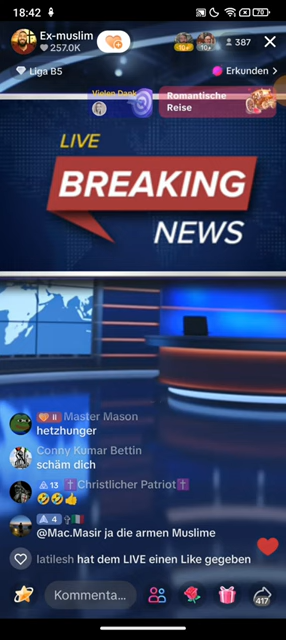 18:42
70
Ex-muslim
257.0K
387
Liga B5
Erkunden
Vielen Dank
Romantische
Reise
LIVE
BREAKING
NEWS
Master Mason
hetzhunger
Conny Kumar Bettin
schäm dich
13 ✝️Christlicher Patriot✝️
🤣🤣👍
4 ✞🇮🇹
@Mac.Masir ja die armen Muslime
latilesh hat dem LIVE einen Like gegeben
Kommenta...
417